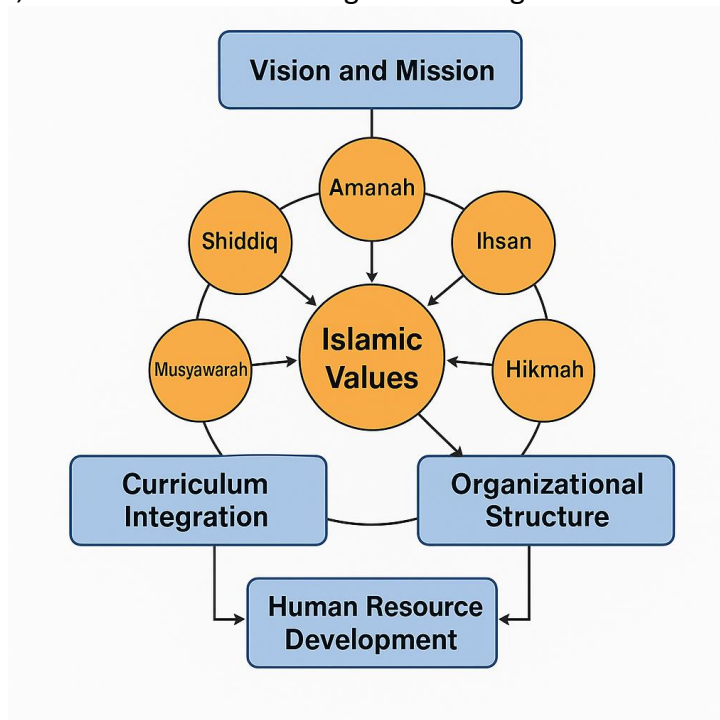 Vision and Mission
Amanah
Shiddiq
Ihsan
Islamic
Values
Musyawarah
Hikmah
Curriculum
Integration
Organizational
Structure
Human Resource
Development